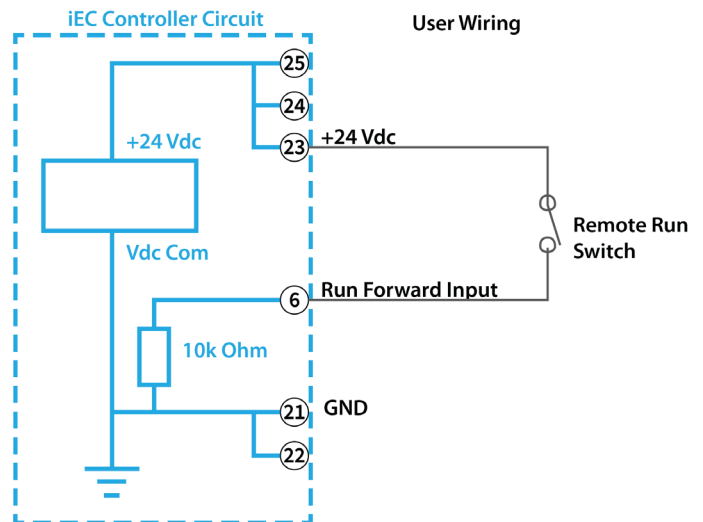 iEC Controller Circuit
User Wiring
25
24
+24 Vdc
23
+24 Vdc
Remote Run
Switch
Vdc Com
6
Run Forward Input
10k Ohm
21
GND
22